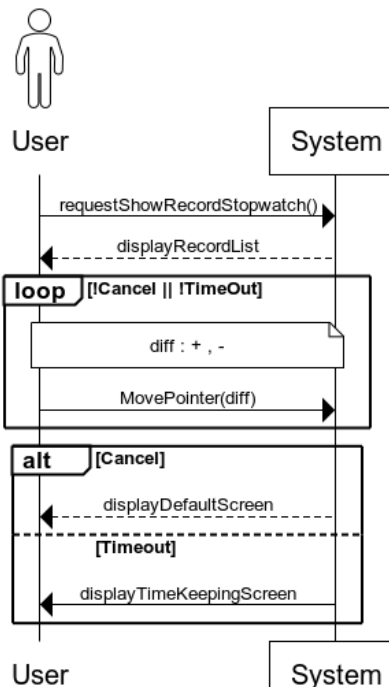 User
System
requestShowRecordStopwatch()
displayRecordList
loop
[!Cancel || !TimeOut]
diff : + , -
MovePointer(diff)
alt
[Cancel]
displayDefaultScreen
[Timeout]
displayTimeKeepingScreen
User
System